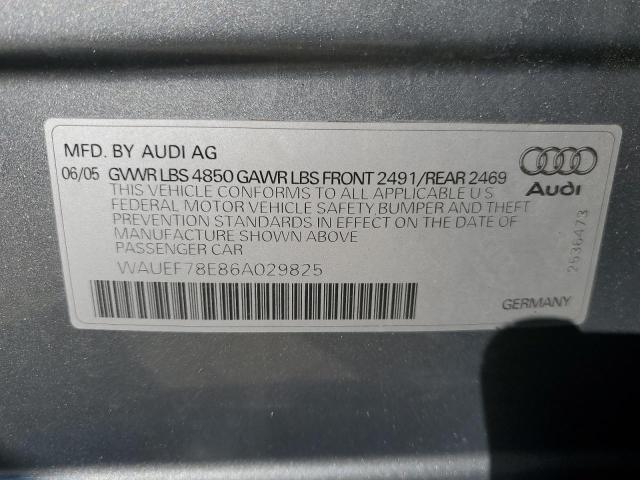 MFD. BY AUDI AG
06/05 GVWR LBS 4850 GAWR LBS FRONT 2491/REAR 2469
THIS VEHICLE CONFORMS TO ALL APPLICABLE U S
FEDERAL MOTOR VEHICLE SAFETY BUMPER AND THEFT
PREVENTION STANDARDS IN EFFECT ON THE DATE OF
MANUFACTURE SHOWN ABOVE
PASSENGER CAR
WAUEF78E86A029825
Audi
2536473
GERMANY